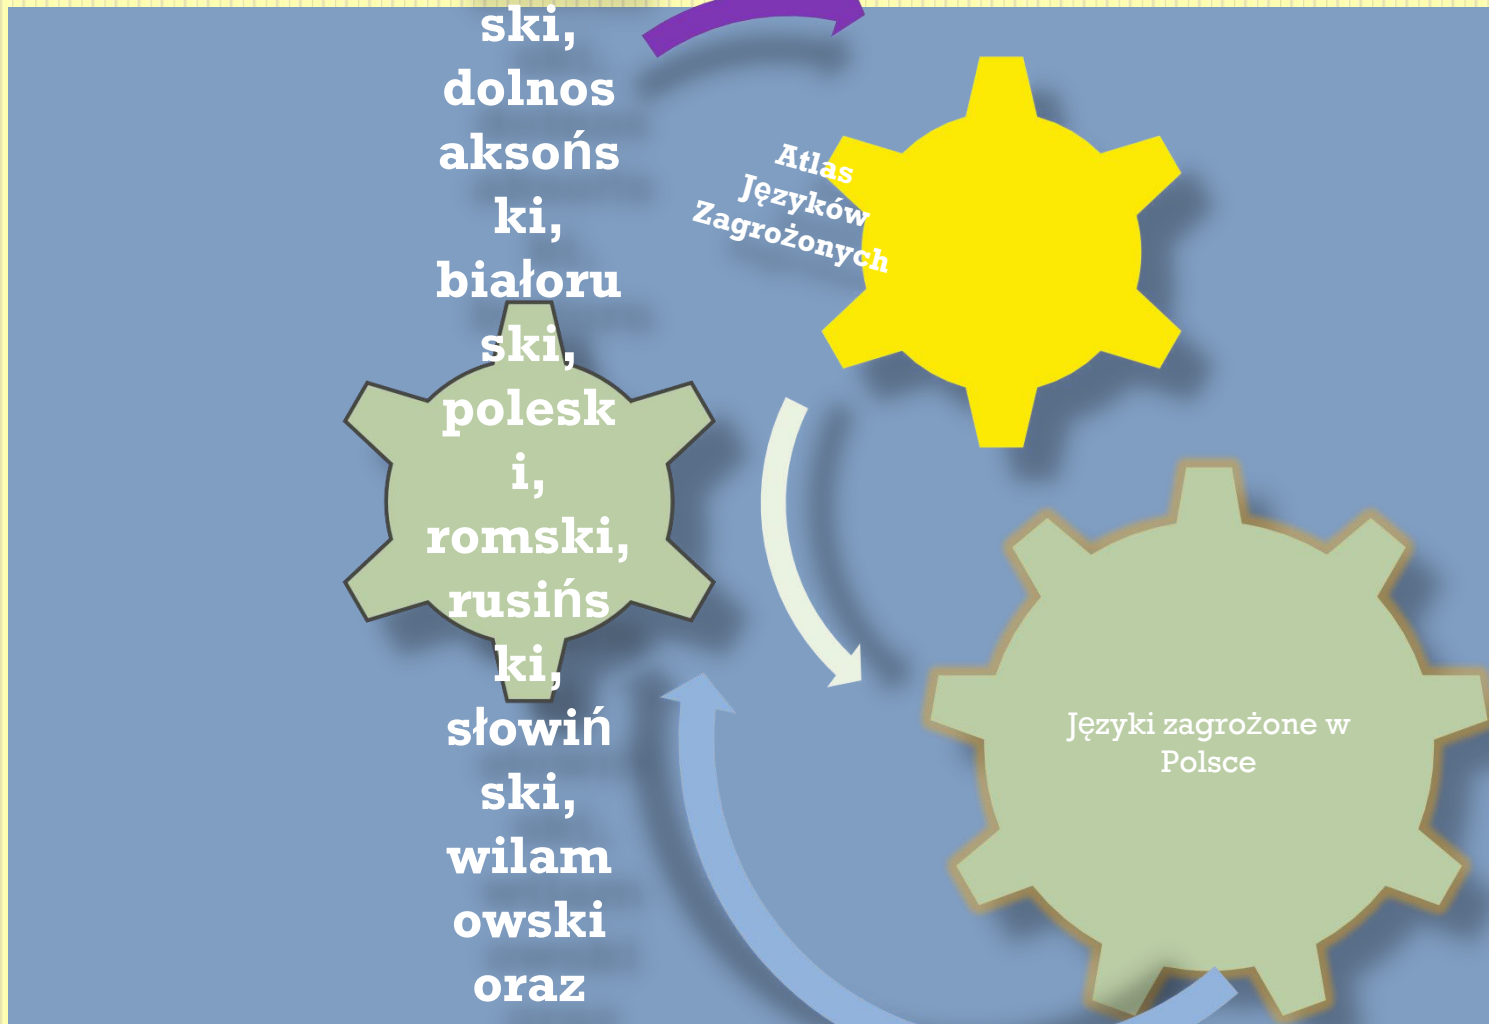 ski,
dolnos
aksońs
ki,
białoru
ski,
polesk
i,
romski,
rusińs
ki,
słowiń
ski,
wilam
owski
oraz
Atlas
Języków
Zagrożonych
Języki zagrożone w
Polsce